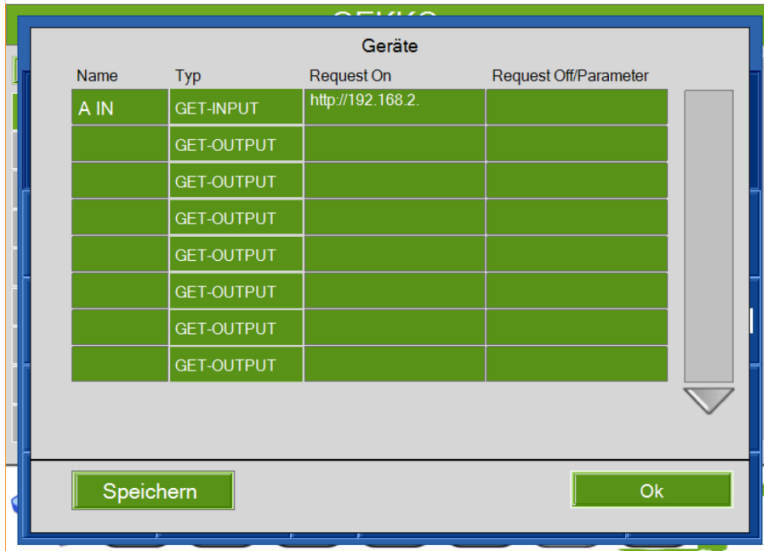 Geräte
Name Typ Request On Request Off/Parameter
A IN GET-INPUT http://192.168.2.
GET-OUTPUT
GET-OUTPUT
GET-OUTPUT
GET-OUTPUT
GET-OUTPUT
GET-OUTPUT
GET-OUTPUT
Speichern Ok